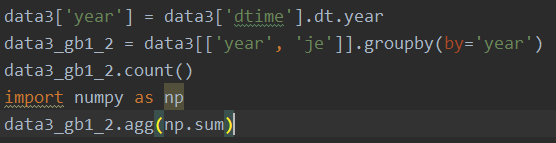 data3['year'] = data3['dtime'].dt.year
data3_gb1_2 = data3[['year', 'je']].groupby(by='year')
data3_gb1_2.count()
import numpy as np
data3_gb1_2.agg(np.sum)